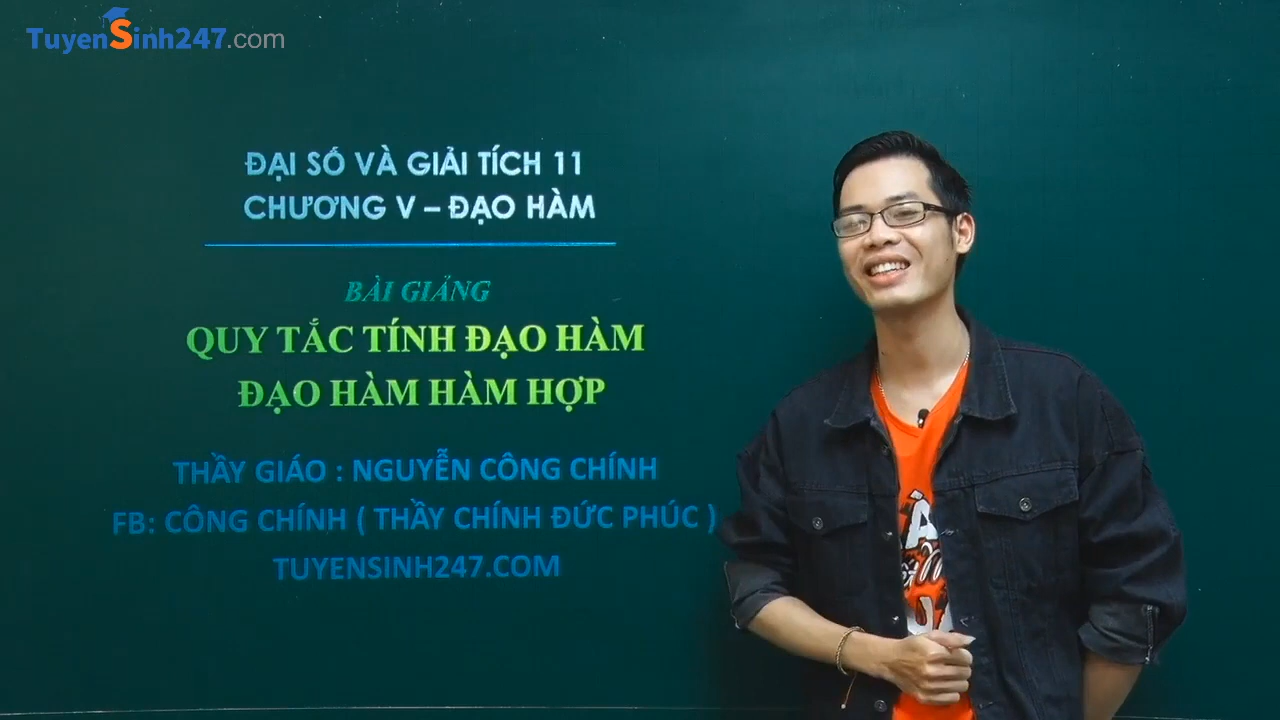 TuyenSinh247.com
ĐẠI SỐ VÀ GIẢI TÍCH 11
CHƯƠNG V – ĐẠO HÀM
BÀI GIẢNG
QUY TẮC TÍNH ĐẠO HÀM
ĐẠO HÀM HÀM HỢP
THẦY GIÁO : NGUYỄN CÔNG CHÍNH
FB: CÔNG CHÍNH ( THẦY CHÍNH ĐỨC PHÚC )
TUYENSINH247.COM